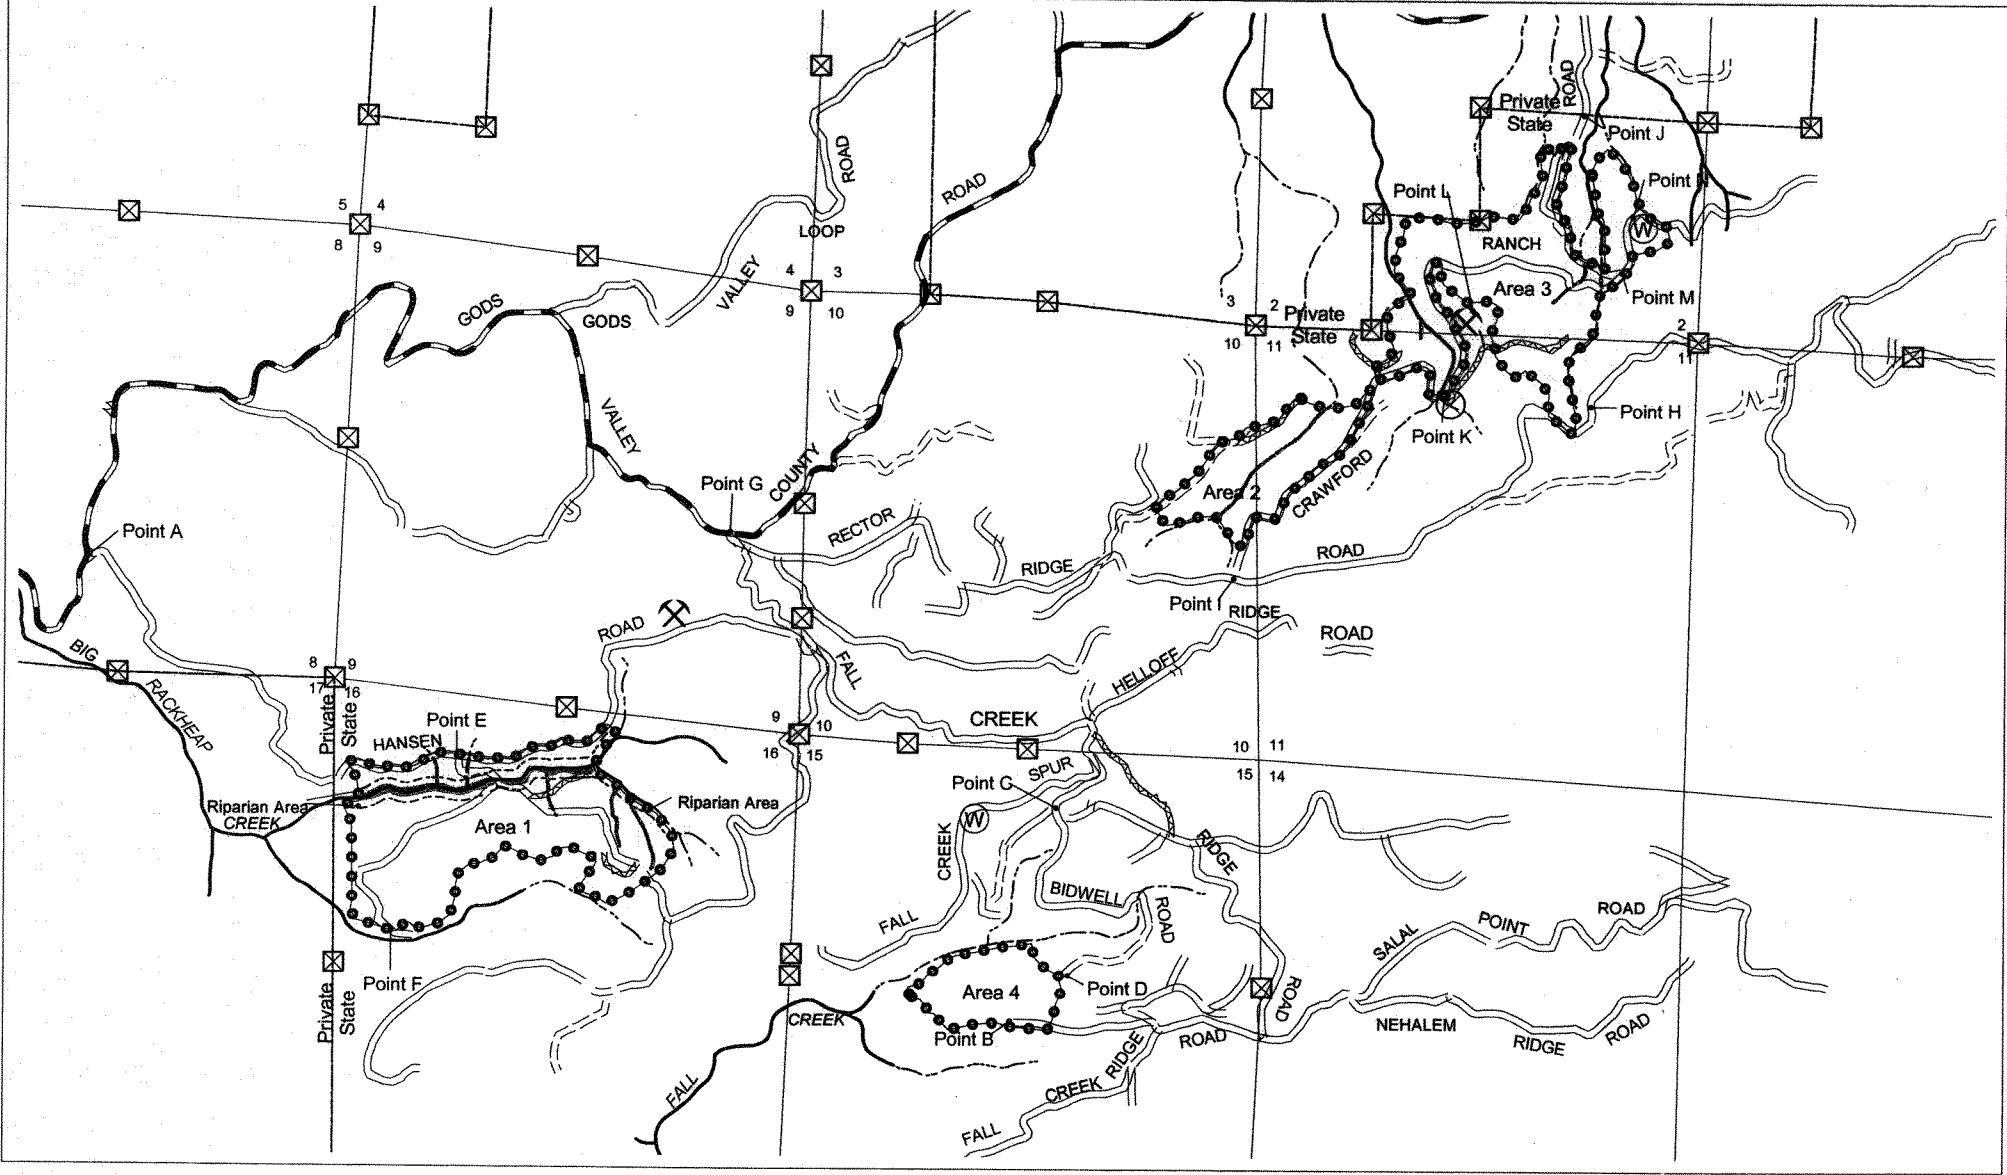 Private
State
ROAD
Point J
ROAD
ROAD
Point L
Point
5 4
8 9
LOOP
RANCH
VALLEY
4 3
9 10
Area 3
Point M
GODS
GODS
3 2
10 11
Private
State
2
11
VALLEY
Point H
Point K
COUNTY
Point G
Area 2
CRAWFORD
Point A
RECTOR
ROAD
RIDGE
Point I
RIDGE
ROAD
ROAD
BIG
8 9
17 16
FALL
HELLOFF
RACKHEAP
Private
State
Point E
HANSEN
9 10
16 15
CREEK
10 11
15 14
SPUR
Point C
W
W
Riparian Area
CREEK
Riparian Area
Area 1
CREEK
RIDGE
BIDWELL
ROAD
FALL
SALAL
POINT
ROAD
Point F
Private
State
Area 4
Point D
ROAD
CREEK
Point B
RIDGE
ROAD
NEHALEM
RIDGE
ROAD
FALL
CREEK
FALL